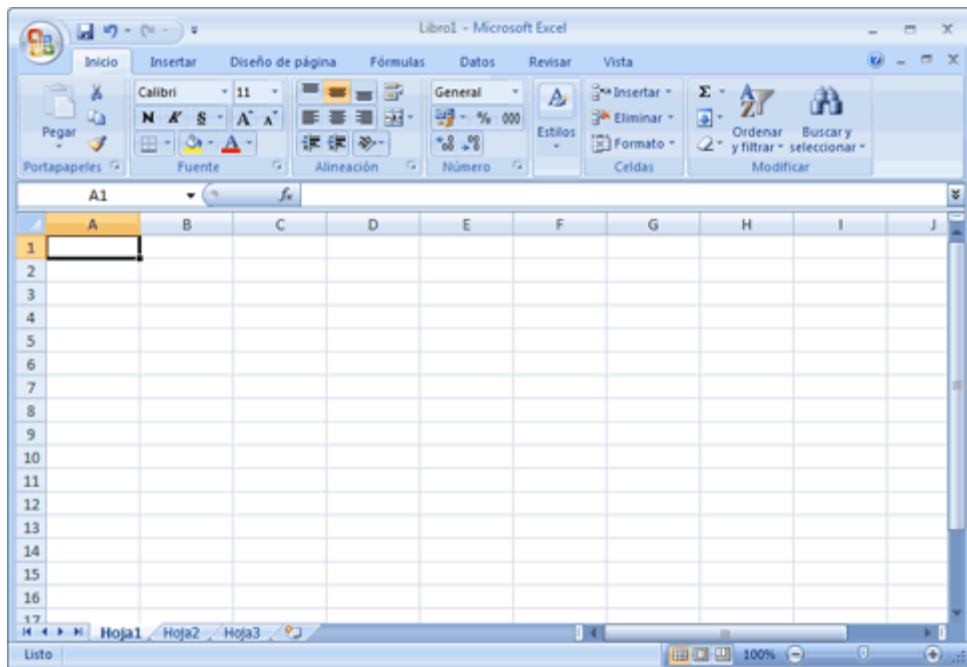 Libro1 - Microsoft Excel
Inicio Insertar Diseño de página Fórmulas Datos Revisar Vista
Calibri 11 General Insertar Σ
Pegar N K S A A % 000 Estilos Eliminar Ordenar y filtrar Buscar y seleccionar
A Formato
Portapapeles Fuente Alineación Número Celdas Modificar
A1 fx
A B C D E F G H I J
1
2
3
4
5
6
7
8
9
10
11
12
13
14
15
16
17
Hoja1 Hoja2 Hoja3
Listo 100%